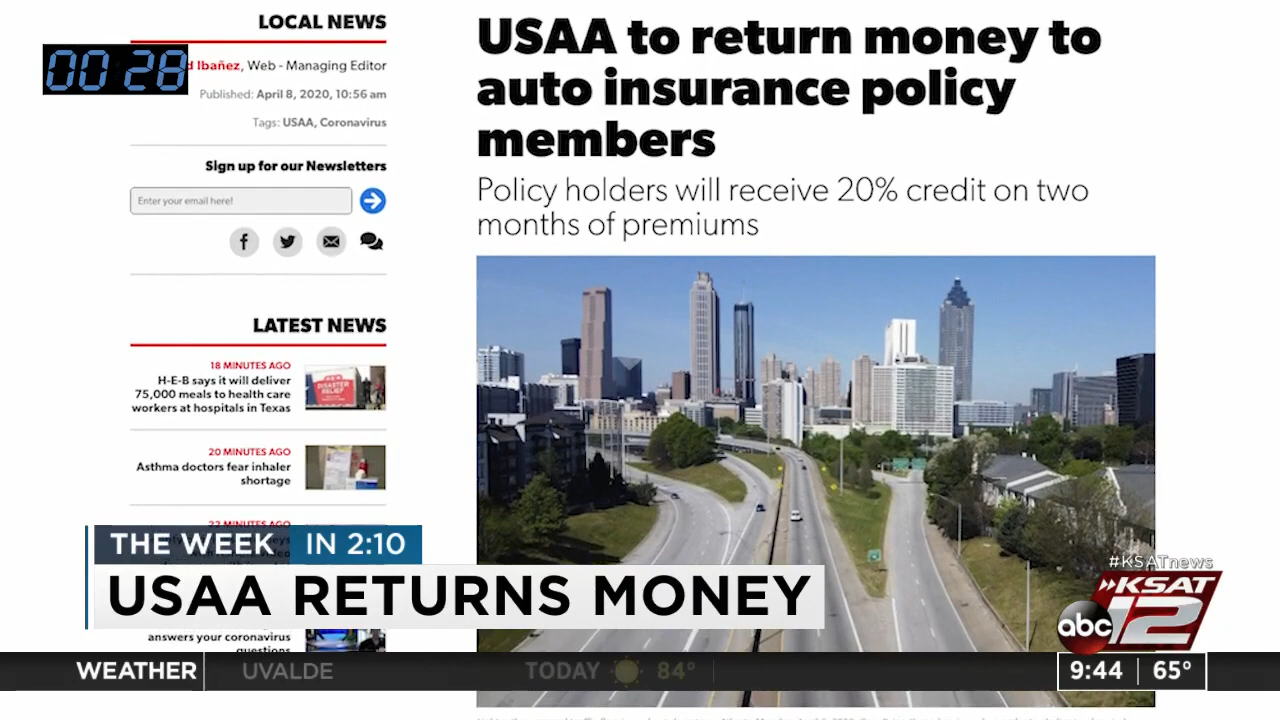 LOCAL NEWS
00:28
d Ibañez, Web - Managing Editor
Published: April 8, 2020, 10:56 am
Tags: USAA, Coronavirus
Sign up for our Newsletters
Enter your email here!
LATEST NEWS
18 MINUTES AGO
H-E-B says it will deliver
75,000 meals to health care
workers at hospitals in Texas
20 MINUTES AGO
Asthma doctors fear inhaler
shortage
22 MINUTES AGO
answers your coronavirus
questions
USAA to return money to
auto insurance policy
members
Policy holders will receive 20% credit on two
months of premiums
THE WEEK IN 2:10
USAA RETURNS MONEY
#KSATnews
KSAT
abc 12
WEATHER UVALDE TODAY 84° 9:44 65°